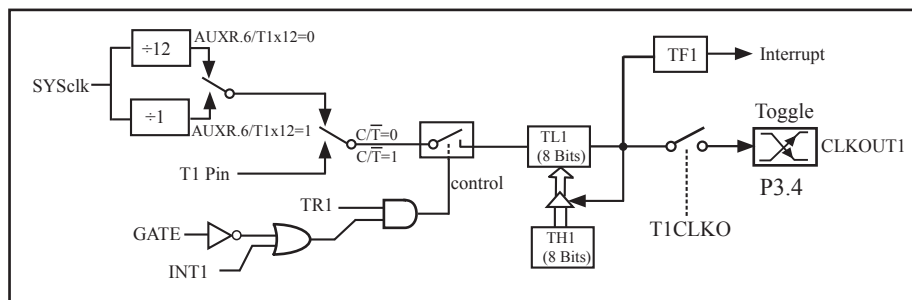 AUXR.6/T1x12=0
÷12
SYSclk
÷1
AUXR.6/T1x12=1
C/T̅=0
C/T̅=1
T1 Pin
control
TR1
GATE
INT1
TL1
(8 Bits)
TH1
(8 Bits)
TF1
Interrupt
Toggle
CLKOUT1
P3.4
T1CLKO